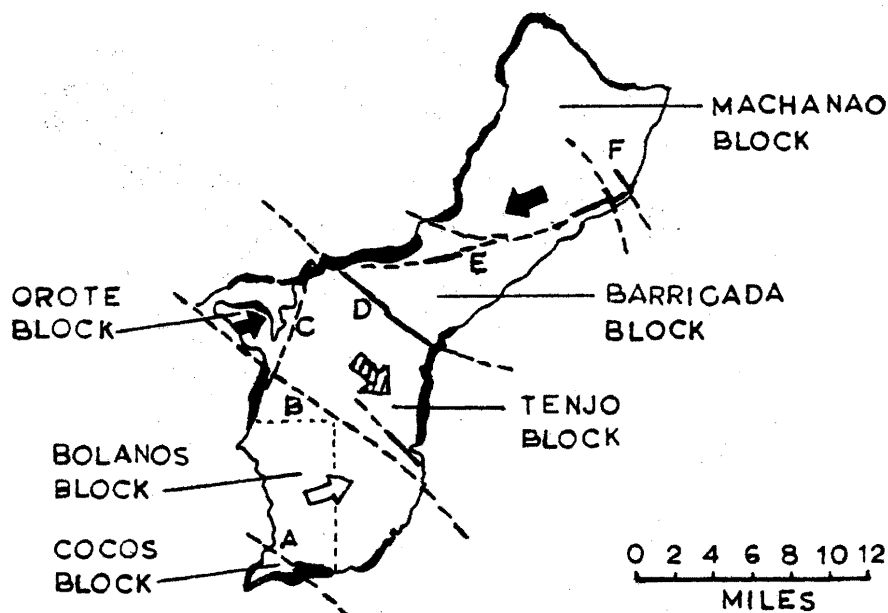 MACHANAO
BLOCK
F
E
OROTE
BLOCK
C
D
BARRIGADA
BLOCK
B
TENJO
BLOCK
BOLANOS
BLOCK
A
COCOS
BLOCK
0 2 4 6 8 10 12
MILES